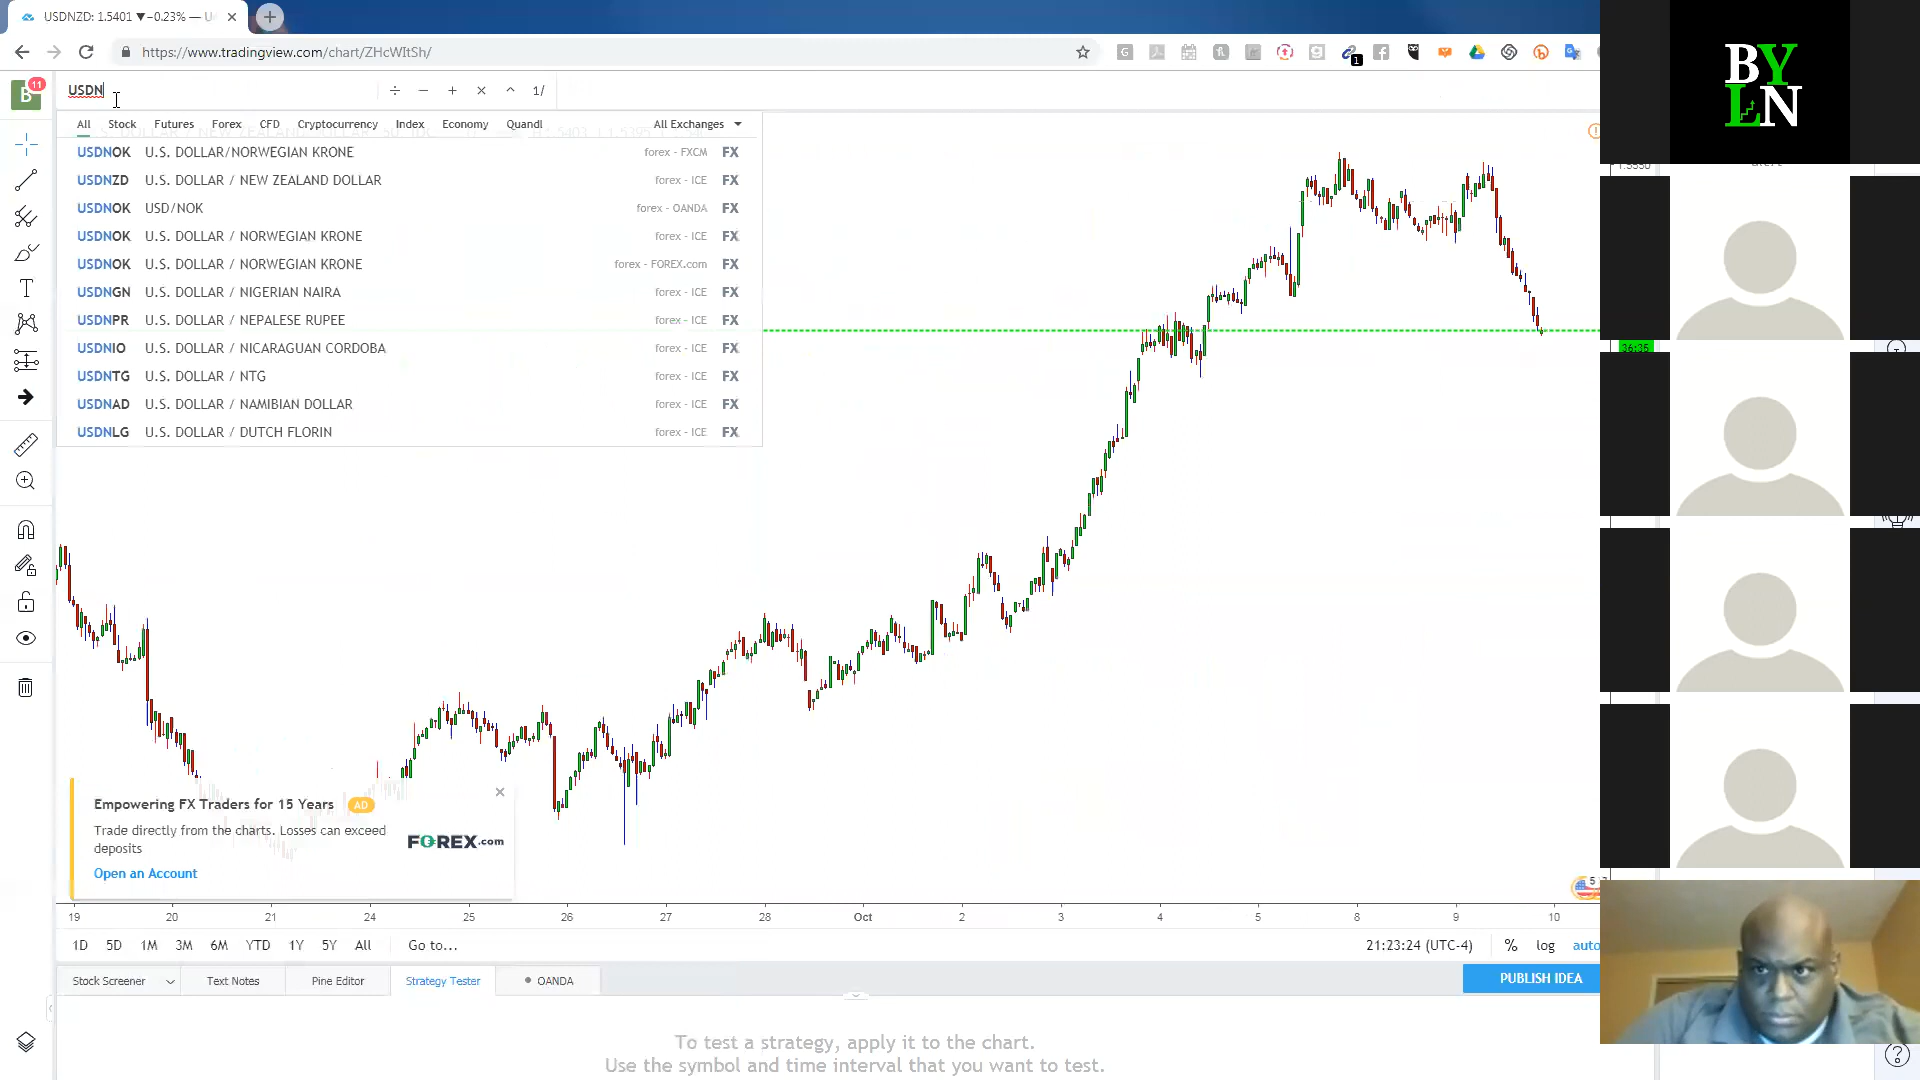 USDNZD: 1.5401 ▼−0.23% — U
https://www.tradingview.com/chart/ZHcWItSh/
1
B 11
USDN
÷ − + × ^ 1/
All Stock Futures Forex CFD Cryptocurrency Index Economy Quandl All Exchanges
USDNOK U.S. DOLLAR/NORWEGIAN KRONE forex - FXCM FX
USDNZD U.S. DOLLAR / NEW ZEALAND DOLLAR forex - ICE FX
USDNOK USD/NOK forex - OANDA FX
USDNOK U.S. DOLLAR / NORWEGIAN KRONE forex - ICE FX
USDNOK U.S. DOLLAR / NORWEGIAN KRONE forex - FOREX.com FX
USDNGN U.S. DOLLAR / NIGERIAN NAIRA forex - ICE FX
USDNPR U.S. DOLLAR / NEPALESE RUPEE forex - ICE FX
USDNIO U.S. DOLLAR / NICARAGUAN CORDOBA forex - ICE FX
USDNTG U.S. DOLLAR / NTG forex - ICE FX
USDNAD U.S. DOLLAR / NAMIBIAN DOLLAR forex - ICE FX
USDNLG U.S. DOLLAR / DUTCH FLORIN forex - ICE FX
BY
LN
36:35
Empowering FX Traders for 15 Years AD
Trade directly from the charts. Losses can exceed
deposits
FOREX.com
Open an Account
19 20 21 24 25 26 27 28 Oct 2 3 4 5 8 9 10
1D 5D 1M 3M 6M YTD 1Y 5Y All Go to... 21:23:24 (UTC-4) % log auto
Stock Screener Text Notes Pine Editor Strategy Tester OANDA PUBLISH IDEA
To test a strategy, apply it to the chart.
Use the symbol and time interval that you want to test.